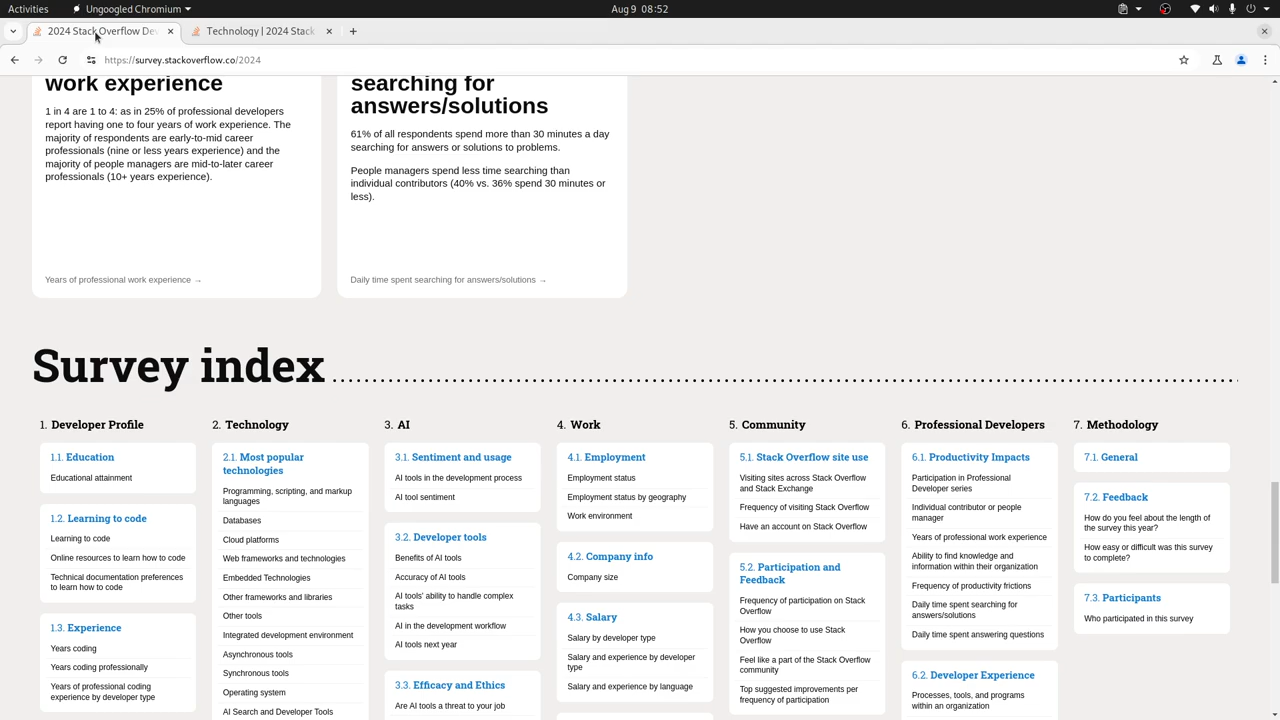 Activities
Ungoogled Chromium
Aug 9 08:52
2024 Stack Overflow Dev
Technology | 2024 Stack
https://survey.stackoverflow.co/2024
work experience
1 in 4 are 1 to 4: as in 25% of professional developers
report having one to four years of work experience. The
majority of respondents are early-to-mid career
professionals (nine or less years experience) and the
majority of people managers are mid-to-later career
professionals (10+ years experience).
Years of professional work experience →
searching for
answers/solutions
61% of all respondents spend more than 30 minutes a day
searching for answers or solutions to problems.
People managers spend less time searching than
individual contributors (40% vs. 36% spend 30 minutes or
less).
Daily time spent searching for answers/solutions →
Survey index
1. Developer Profile
1.1. Education
Educational attainment
1.2. Learning to code
Learning to code
Online resources to learn how to code
Technical documentation preferences
to learn how to code
1.3. Experience
Years coding
Years coding professionally
Years of professional coding
experience by developer type
2. Technology
2.1. Most popular
technologies
Programming, scripting, and markup
languages
Databases
Cloud platforms
Web frameworks and technologies
Embedded Technologies
Other frameworks and libraries
Other tools
Integrated development environment
Asynchronous tools
Synchronous tools
Operating system
AI Search and Developer Tools
3. AI
3.1. Sentiment and usage
AI tools in the development process
AI tool sentiment
3.2. Developer tools
Benefits of AI tools
Accuracy of AI tools
AI tools' ability to handle complex
tasks
AI in the development workflow
AI tools next year
3.3. Efficacy and Ethics
Are AI tools a threat to your job
4. Work
4.1. Employment
Employment status
Employment status by geography
Work environment
4.2. Company info
Company size
4.3. Salary
Salary by developer type
Salary and experience by developer
type
Salary and experience by language
5. Community
5.1. Stack Overflow site use
Visiting sites across Stack Overflow
and Stack Exchange
Frequency of visiting Stack Overflow
Have an account on Stack Overflow
5.2. Participation and
Feedback
Frequency of participation on Stack
Overflow
How you choose to use Stack
Overflow
Feel like a part of the Stack Overflow
community
Top suggested improvements per
frequency of participation
6. Professional Developers
6.1. Productivity Impacts
Participation in Professional
Developer series
Individual contributor or people
manager
Years of professional work experience
Ability to find knowledge and
information within their organization
Frequency of productivity frictions
Daily time spent searching for
answers/solutions
Daily time spent answering questions
6.2. Developer Experience
Processes, tools, and programs
within an organization
7. Methodology
7.1. General
7.2. Feedback
How do you feel about the length of
the survey this year?
How easy or difficult was this survey
to complete?
7.3. Participants
Who participated in this survey